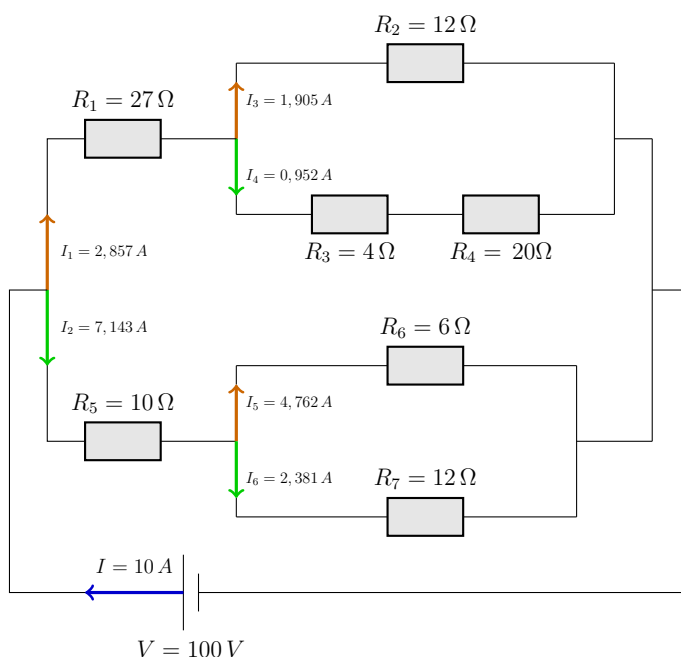 R₂ = 12 Ω
R₁ = 27 Ω
I₃ = 1, 905 A
I₄ = 0, 952 A
R₃ = 4 Ω
R₄ = 20Ω
I₁ = 2, 857 A
I₂ = 7, 143 A
R₆ = 6 Ω
R₅ = 10 Ω
I₅ = 4, 762 A
I₆ = 2, 381 A
R₇ = 12 Ω
I = 10 A
V = 100 V